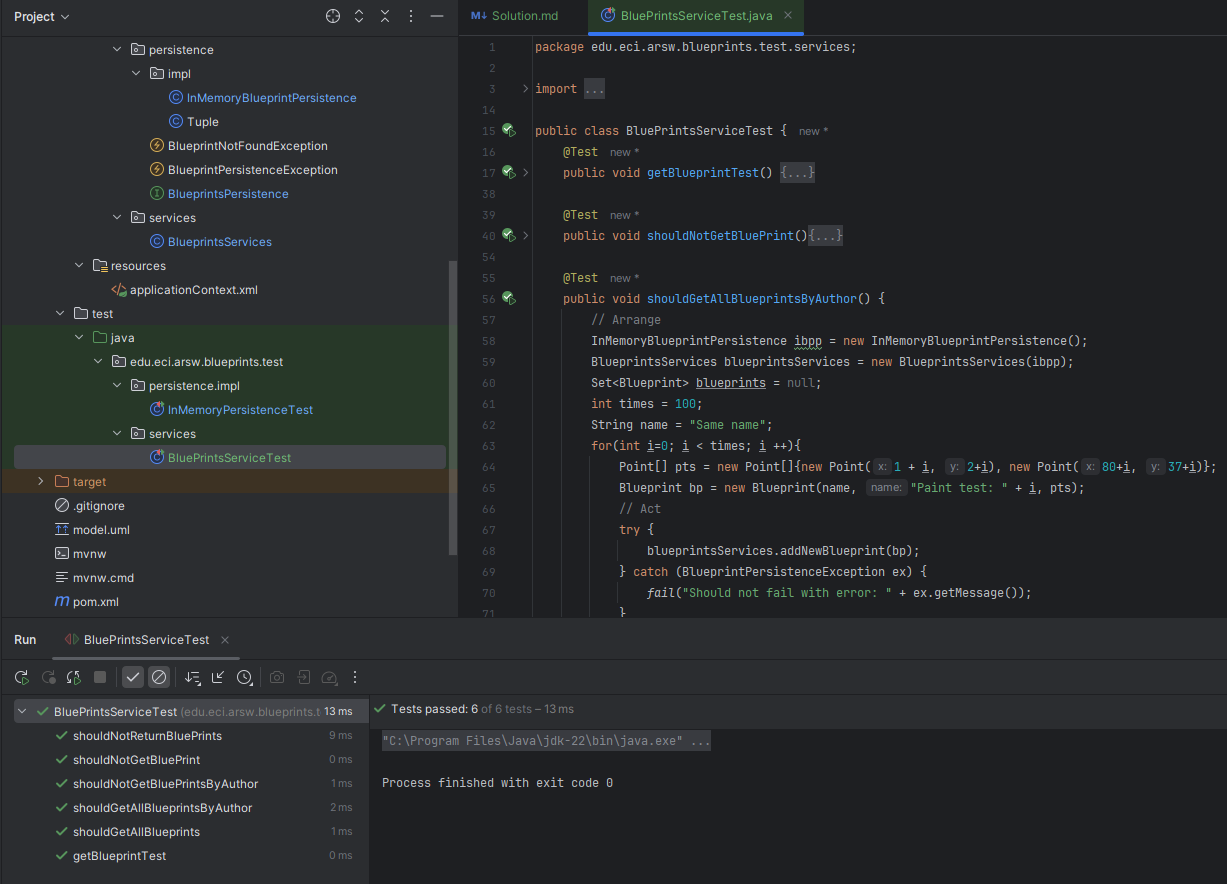 Project
persistence
impl
InMemoryBlueprintPersistence
Tuple
BlueprintNotFoundException
BlueprintPersistenceException
BlueprintsPersistence
services
BlueprintsServices
resources
applicationContext.xml
test
java
edu.eci.arsw.blueprints.test
persistence.impl
InMemoryPersistenceTest
services
BluePrintsServiceTest
target
.gitignore
model.uml
mvnw
mvnw.cmd
pom.xml
Solution.md
BluePrintsServiceTest.java
1 package edu.eci.arsw.blueprints.test.services;
2
3 import ...
14
15 public class BluePrintsServiceTest { new *
16 @Test new *
17 public void getBlueprintTest() {...}
38
39 @Test new *
40 public void shouldNotGetBluePrint(){...}
54
55 @Test new *
56 public void shouldGetAllBlueprintsByAuthor() {
57 // Arrange
58 InMemoryBlueprintPersistence ibpp = new InMemoryBlueprintPersistence();
59 BlueprintsServices blueprintsServices = new BlueprintsServices(ibpp);
60 Set<Blueprint> blueprints = null;
61 int times = 100;
62 String name = "Same name";
63 for(int i=0; i < times; i ++){
64 Point[] pts = new Point[]{new Point( x: 1 + i, y: 2+i), new Point( x: 80+i, y: 37+i)};
65 Blueprint bp = new Blueprint(name, name: "Paint test: " + i, pts);
66 // Act
67 try {
68 blueprintsServices.addNewBlueprint(bp);
69 } catch (BlueprintPersistenceException ex) {
70 fail("Should not fail with error: " + ex.getMessage());
71 }
Run
BluePrintsServiceTest
BluePrintsServiceTest (edu.eci.arsw.blueprints.t 13 ms
shouldNotReturnBluePrints 9 ms
shouldNotGetBluePrint 0 ms
shouldNotGetBluePrintsByAuthor 1 ms
shouldGetAllBlueprintsByAuthor 2 ms
shouldGetAllBlueprints 1 ms
getBlueprintTest 0 ms
Tests passed: 6 of 6 tests – 13 ms
"C:\Program Files\Java\jdk-22\bin\java.exe" ...
Process finished with exit code 0